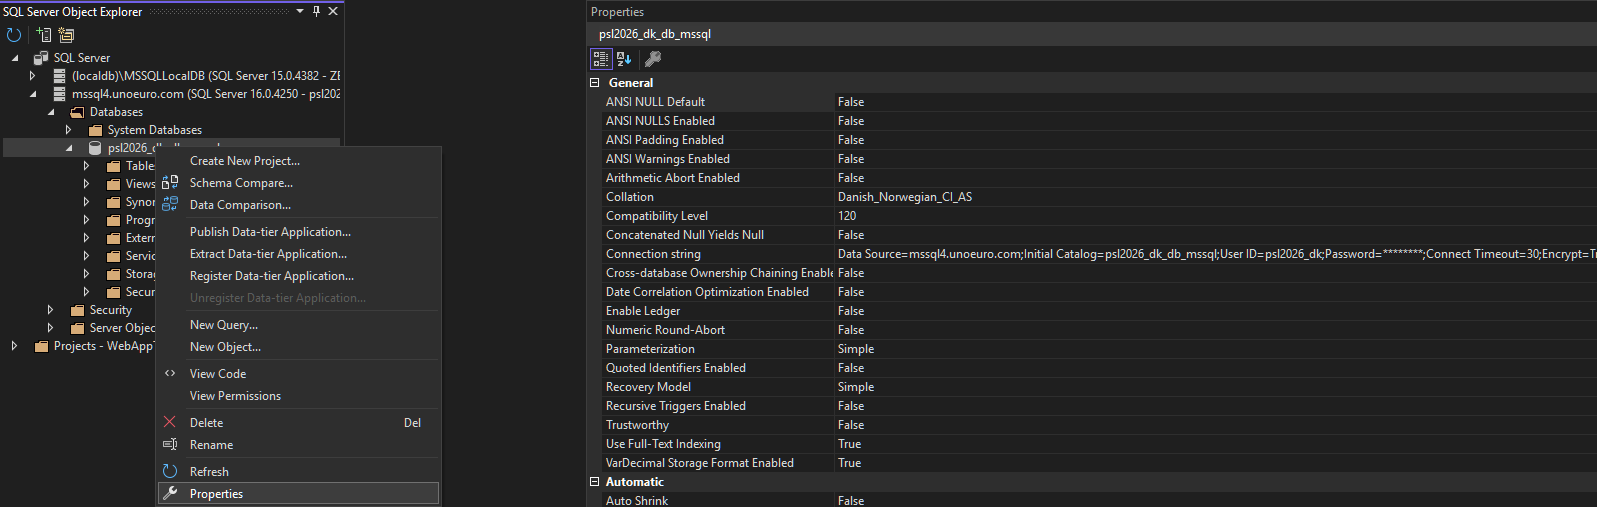 SQL Server Object Explorer
SQL Server
(localdb)\MSSQLLocalDB (SQL Server 15.0.4382 - ZE
mssql4.unoeuro.com (SQL Server 16.0.4250 - psl202
Databases
System Databases
Security
Server Objec
Projects - WebAppT
psl2026_d
Table
Views
Synor
Progr
Extern
Servic
Storag
Secur
Create New Project...
Schema Compare...
Data Comparison...
Publish Data-tier Application...
Extract Data-tier Application...
Register Data-tier Application...
Unregister Data-tier Application...
New Query...
New Object...
View Code
View Permissions
Delete Del
Rename
Refresh
Properties
Properties
psl2026_dk_db_mssql
General
ANSI NULL Default False
ANSI NULLS Enabled False
ANSI Padding Enabled False
ANSI Warnings Enabled False
Arithmetic Abort Enabled False
Collation Danish_Norwegian_CI_AS
Compatibility Level 120
Concatenated Null Yields Null False
Connection string Data Source=mssql4.unoeuro.com;Initial Catalog=psl2026_dk_db_mssql;User ID=psl2026_dk;Password=********;Connect Timeout=30;Encrypt=Tr
Cross-database Ownership Chaining Enable False
Date Correlation Optimization Enabled False
Enable Ledger False
Numeric Round-Abort False
Parameterization Simple
Quoted Identifiers Enabled False
Recovery Model Simple
Recursive Triggers Enabled False
Trustworthy False
Use Full-Text Indexing True
VarDecimal Storage Format Enabled True
Automatic
Auto Shrink False